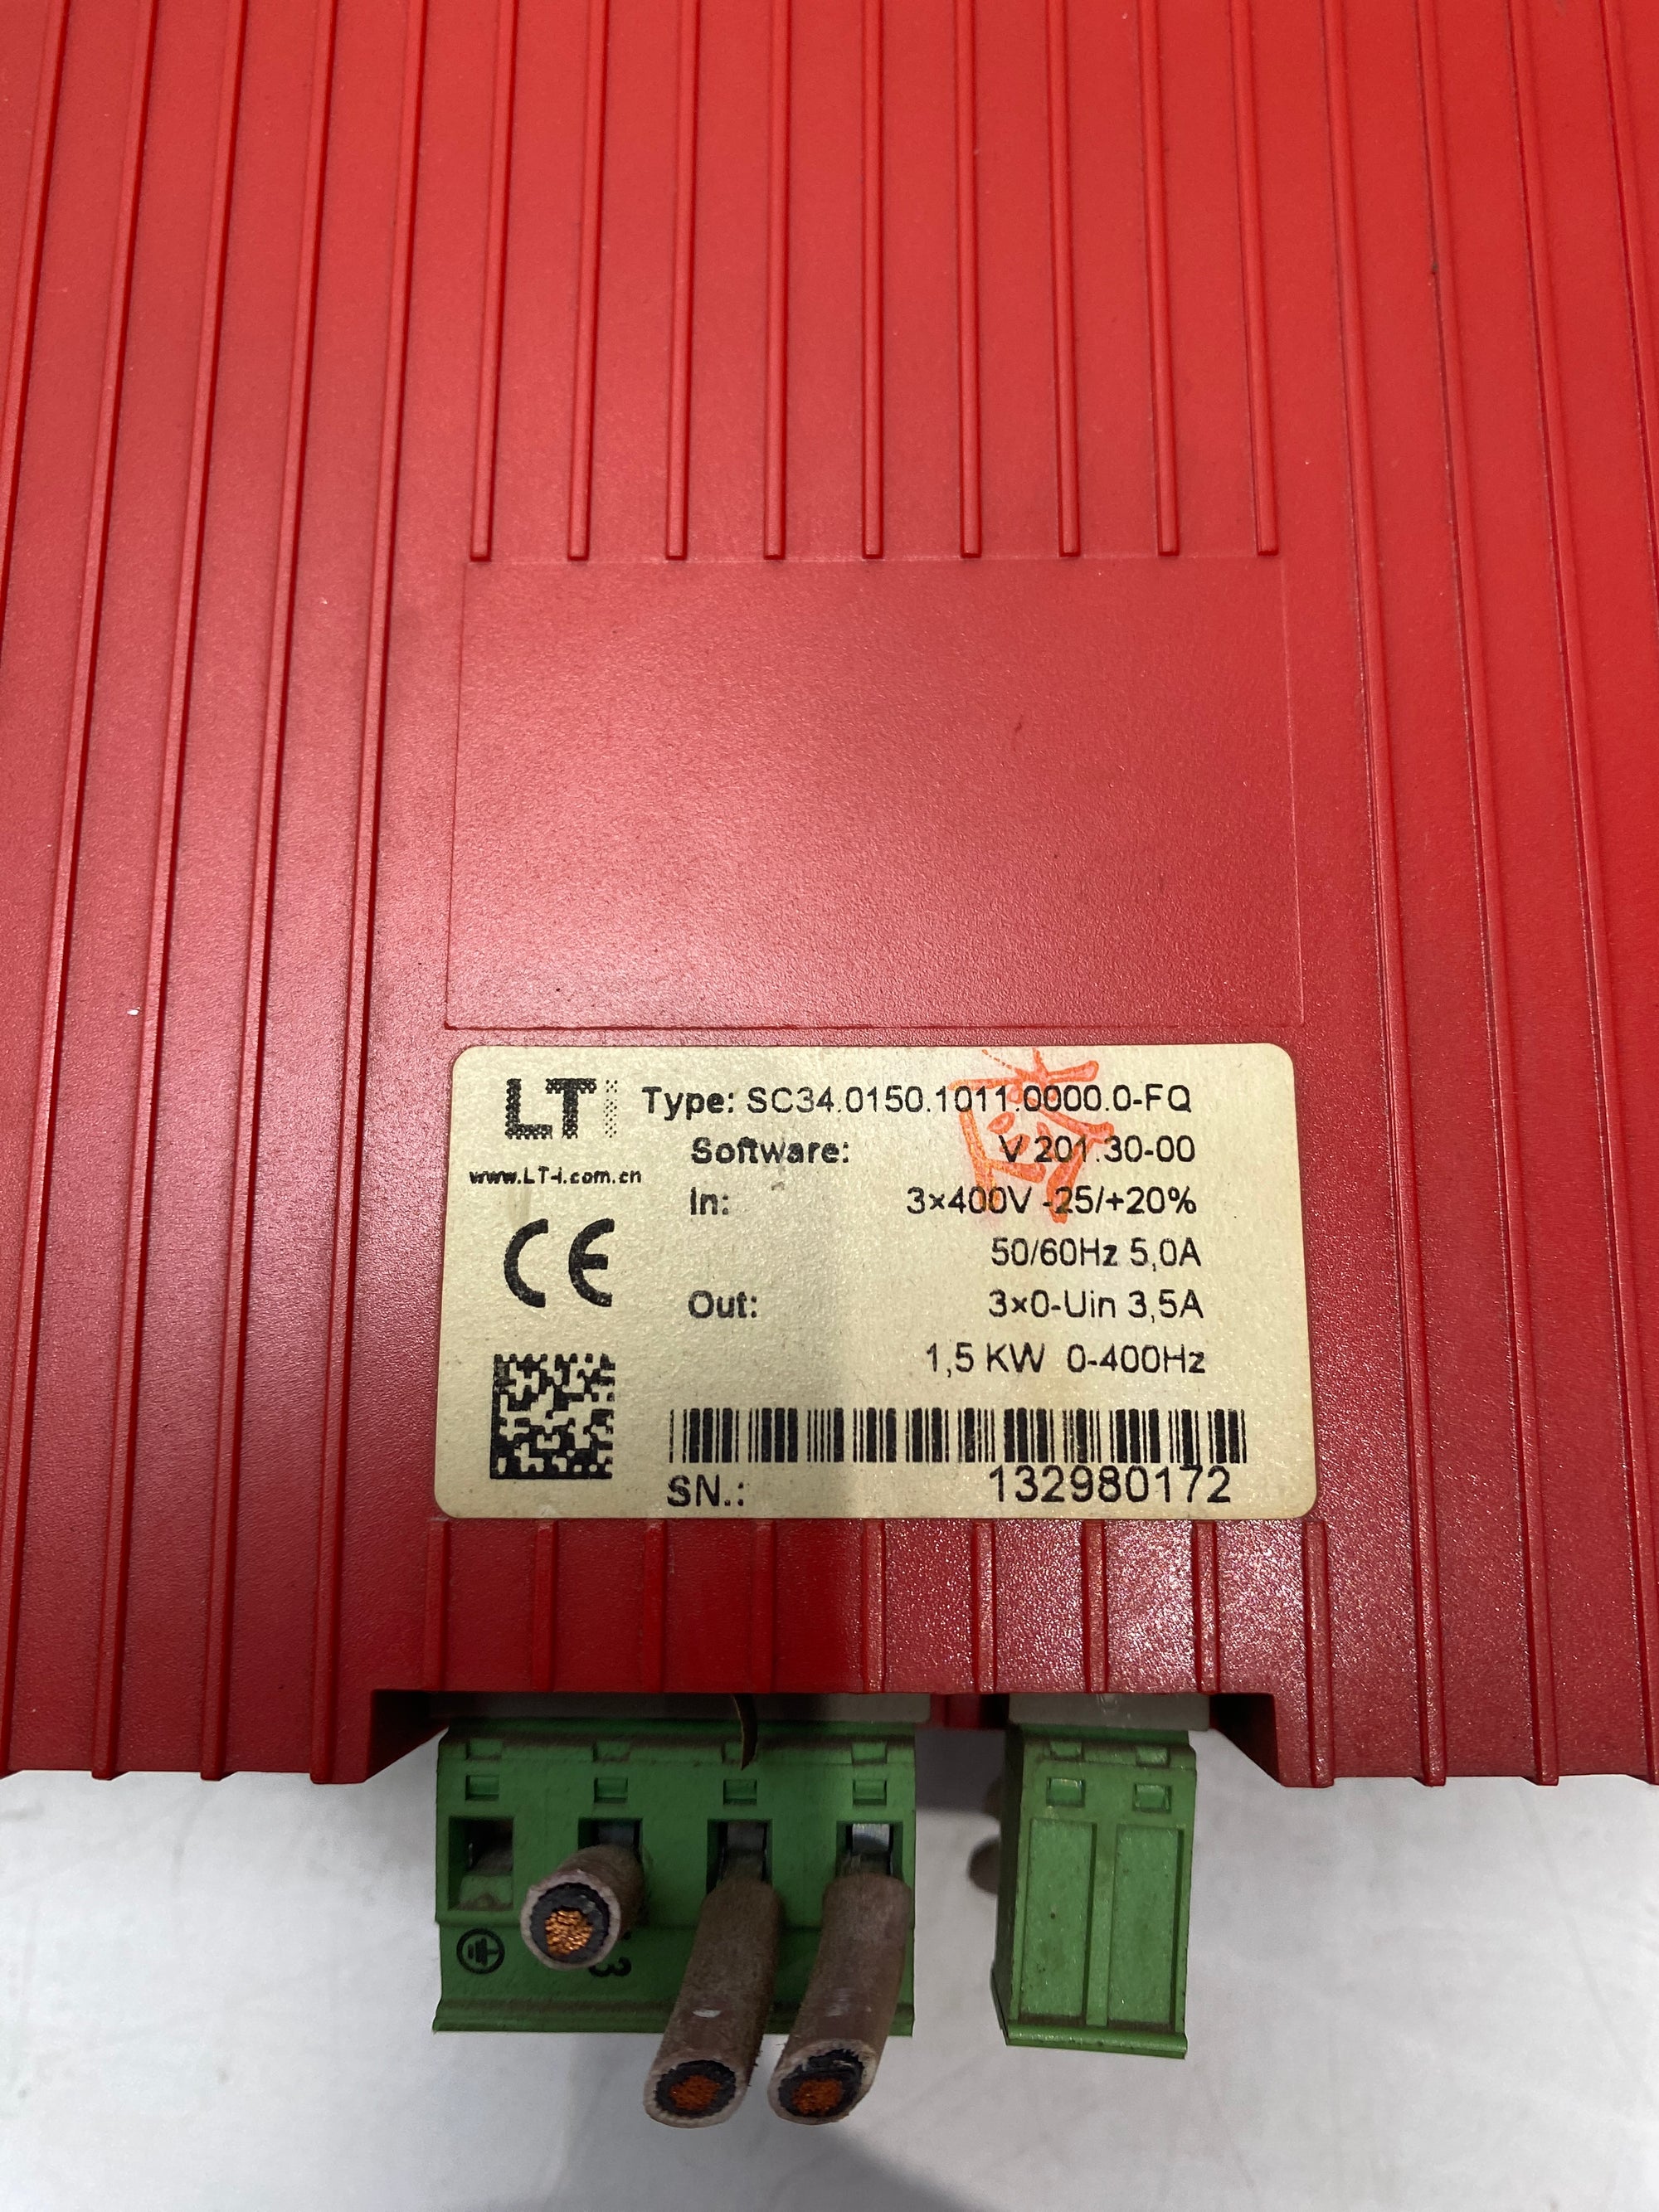 LTi
Type: SC34.0150.1011.0000.0-FQ
Software: V 201.30-00
www.LT-i.com.cn
In: 3×400V -25/+20%
50/60Hz 5,0A
CE
Out: 3×0-Uin 3,5A
1,5 KW 0-400Hz
SN.: 132980172
3